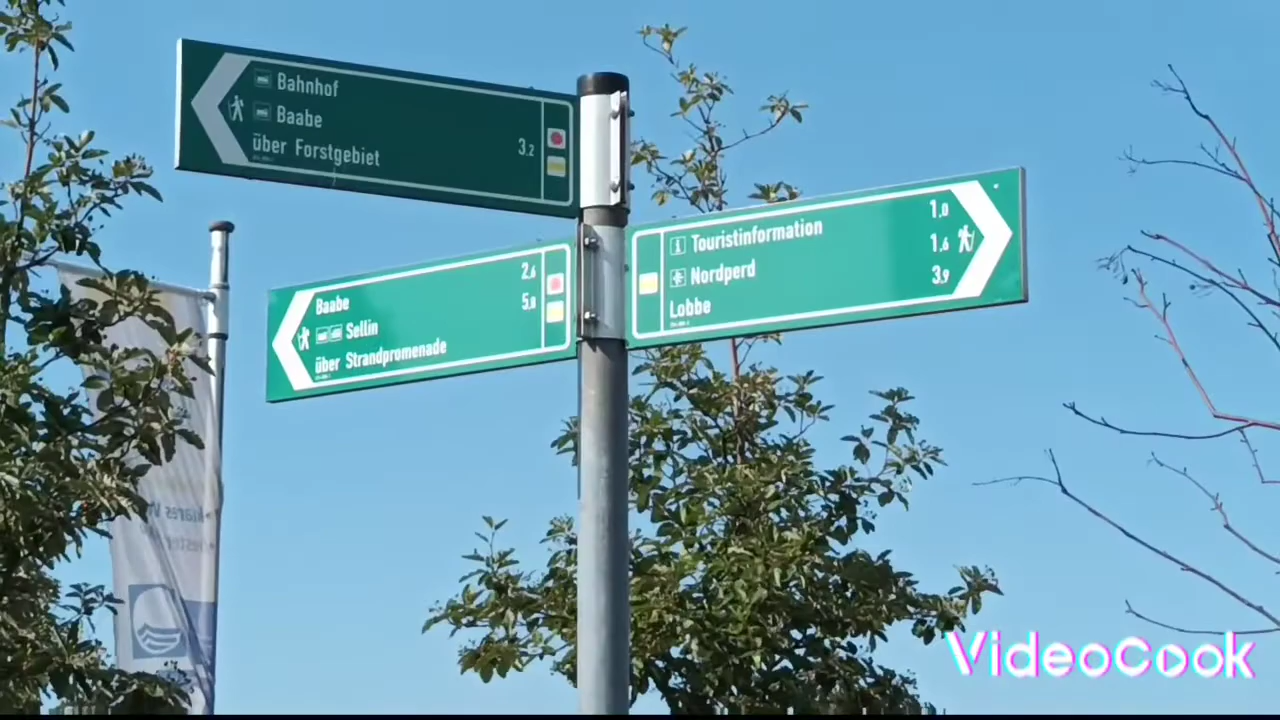 Bahnhof
Baabe
über Forstgebiet
3,2
Touristinformation 1,0
Nordperd 1,6
Lobbe 3,9
Baabe 2,6
Sellin 5,8
über Strandpromenade
VideoCook